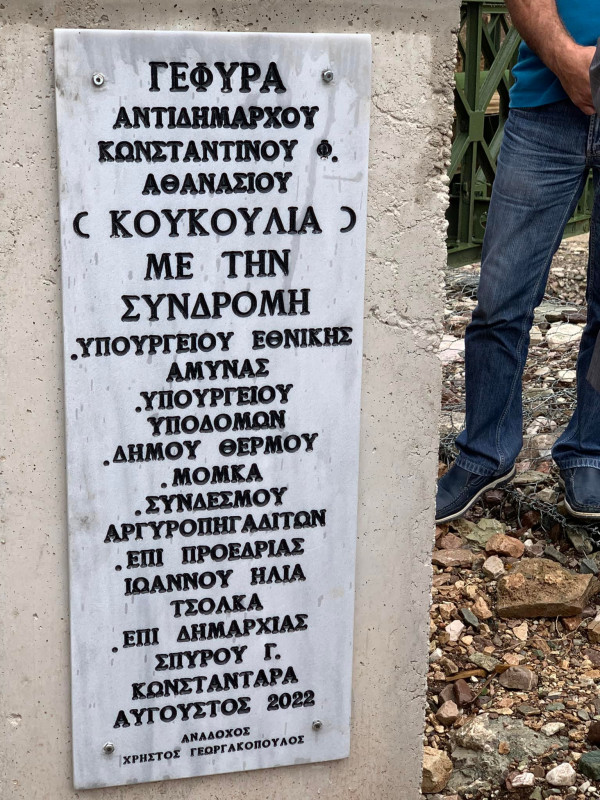 ΓΕΦΥΡΑ
ΑΝΤΙΔΗΜΑΡΧΟΥ
ΚΩΝΣΤΑΝΤΙΝΟΥ Φ.
ΑΘΑΝΑΣΙΟΥ
( ΚΟΥΚΟΥΛΙΑ )
ΜΕ ΤΗΝ
ΣΥΝΔΡΟΜΗ
.ΥΠΟΥΡΓΕΙΟΥ ΕΘΝΙΚΗΣ
ΑΜΥΝΑΣ
.ΥΠΟΥΡΓΕΙΟΥ
ΥΠΟΔΟΜΩΝ
.ΔΗΜΟΥ ΘΕΡΜΟΥ
.ΜΟΜΚΑ
.ΣΥΝΔΕΣΜΟΥ
ΑΡΓΥΡΟΠΗΓΑΔΙΤΩΝ
.ΕΠΙ ΠΡΟΕΔΡΙΑΣ
ΙΩΑΝΝΟΥ ΗΛΙΑ
ΤΣΟΛΚΑ
.ΕΠΙ ΔΗΜΑΡΧΙΑΣ
ΣΠΥΡΟΥ Γ.
ΚΩΝΣΤΑΝΤΑΡΑ
ΑΥΓΟΥΣΤΟΣ 2022
ΑΝΑΔΟΧΟΣ
ΧΡΗΣΤΟΣ ΓΕΩΡΓΑΚΟΠΟΥΛΟΣ